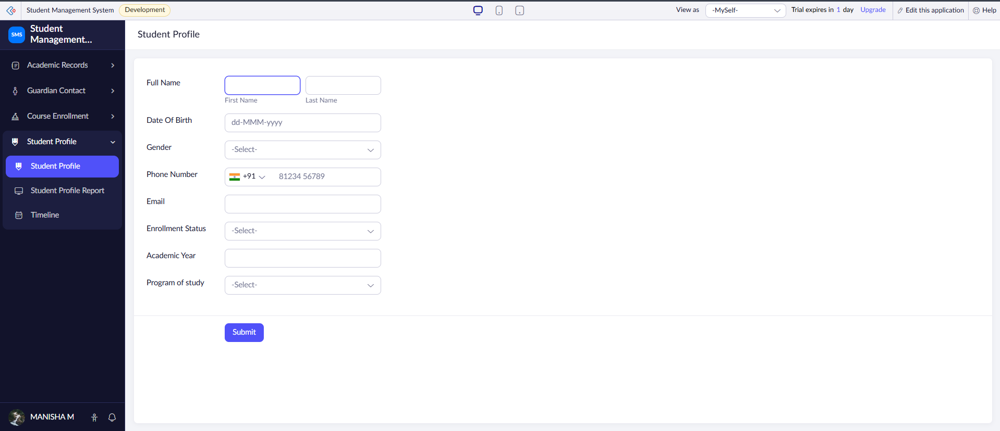 Student Management System Development View as -MySelf- Trial expires in 1 day Upgrade Edit this application Help
SMS Student
Management...
Student Profile
Academic Records
Guardian Contact
Course Enrollment
Student Profile
Student Profile
Student Profile Report
Timeline
Full Name
First Name Last Name
Date Of Birth dd-MMM-yyyy
Gender -Select-
Phone Number +91 81234 56789
Email
Enrollment Status -Select-
Academic Year
Program of study -Select-
Submit
MANISHA M